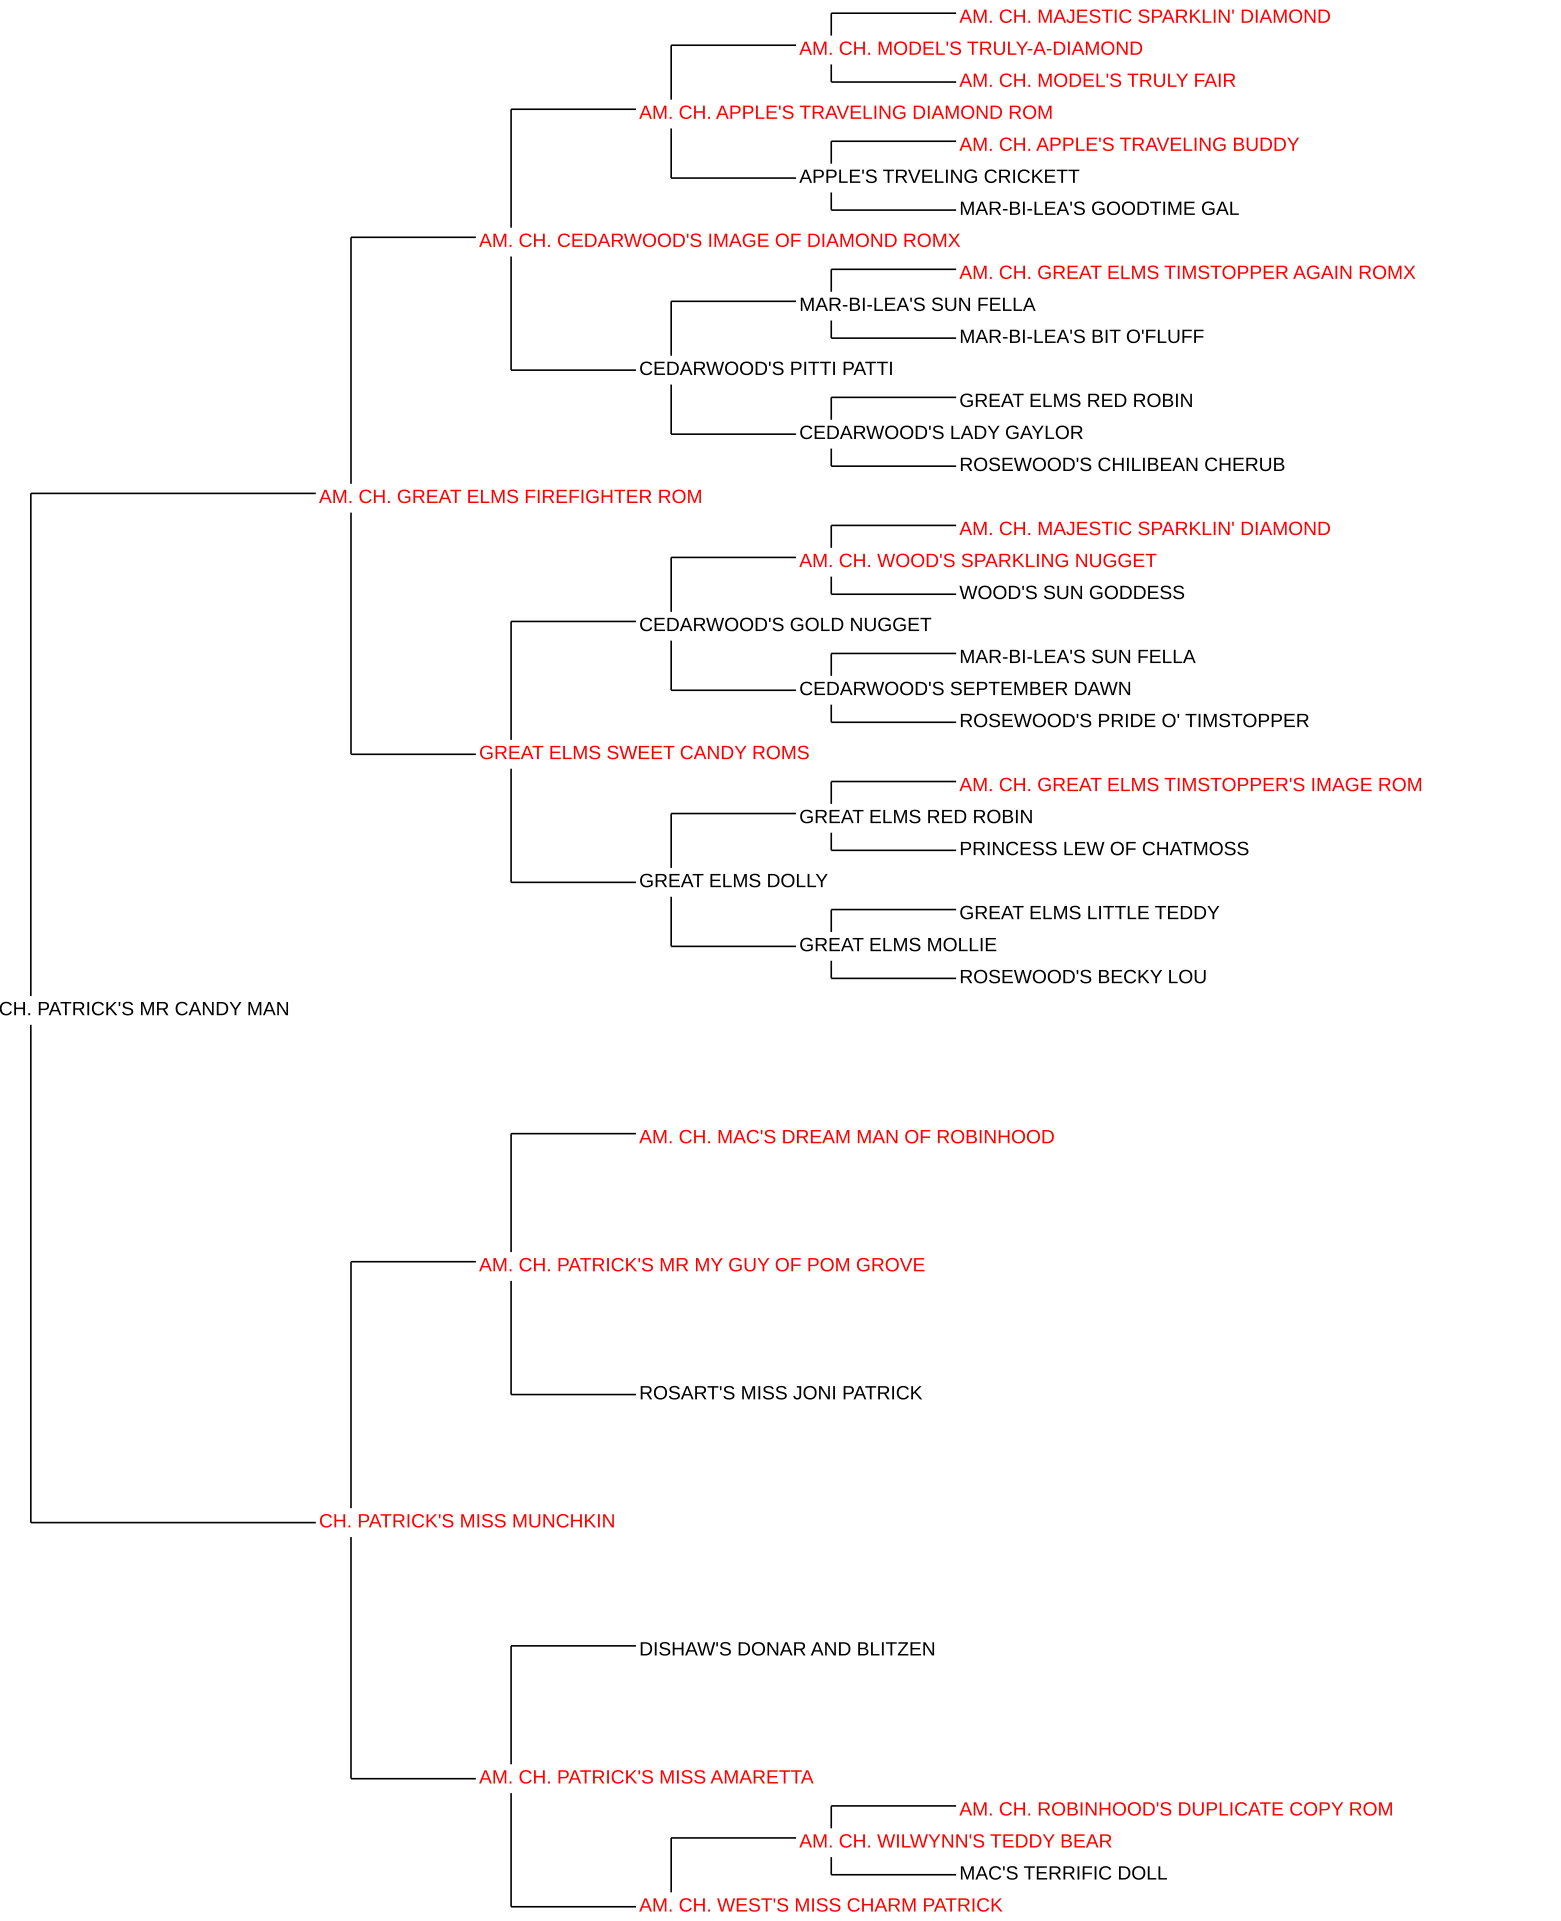 AM. CH. MAJESTIC SPARKLIN' DIAMOND
AM. CH. MODEL'S TRULY-A-DIAMOND
AM. CH. MODEL'S TRULY FAIR
AM. CH. APPLE'S TRAVELING DIAMOND ROM
AM. CH. APPLE'S TRAVELING BUDDY
APPLE'S TRVELING CRICKETT
MAR-BI-LEA'S GOODTIME GAL
AM. CH. CEDARWOOD'S IMAGE OF DIAMOND ROMX
AM. CH. GREAT ELMS TIMSTOPPER AGAIN ROMX
MAR-BI-LEA'S SUN FELLA
MAR-BI-LEA'S BIT O'FLUFF
CEDARWOOD'S PITTI PATTI
GREAT ELMS RED ROBIN
CEDARWOOD'S LADY GAYLOR
ROSEWOOD'S CHILIBEAN CHERUB
AM. CH. GREAT ELMS FIREFIGHTER ROM
AM. CH. MAJESTIC SPARKLIN' DIAMOND
AM. CH. WOOD'S SPARKLING NUGGET
WOOD'S SUN GODDESS
CEDARWOOD'S GOLD NUGGET
MAR-BI-LEA'S SUN FELLA
CEDARWOOD'S SEPTEMBER DAWN
ROSEWOOD'S PRIDE O' TIMSTOPPER
GREAT ELMS SWEET CANDY ROMS
AM. CH. GREAT ELMS TIMSTOPPER'S IMAGE ROM
GREAT ELMS RED ROBIN
PRINCESS LEW OF CHATMOSS
GREAT ELMS DOLLY
GREAT ELMS LITTLE TEDDY
GREAT ELMS MOLLIE
ROSEWOOD'S BECKY LOU
CH. PATRICK'S MR CANDY MAN
AM. CH. MAC'S DREAM MAN OF ROBINHOOD
AM. CH. PATRICK'S MR MY GUY OF POM GROVE
ROSART'S MISS JONI PATRICK
CH. PATRICK'S MISS MUNCHKIN
DISHAW'S DONAR AND BLITZEN
AM. CH. PATRICK'S MISS AMARETTA
AM. CH. ROBINHOOD'S DUPLICATE COPY ROM
AM. CH. WILWYNN'S TEDDY BEAR
MAC'S TERRIFIC DOLL
AM. CH. WEST'S MISS CHARM PATRICK